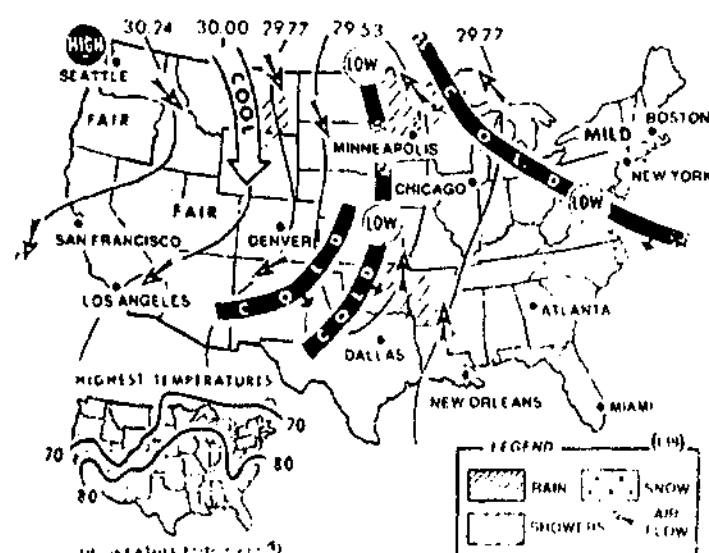 30.24 30.00 29.77 29.53 29.77
HIGH
SEATTLE
COOL
LOW
COLD
FAIR
MINNEAPOLIS
MILD
BOSTON
NEW YORK
CHICAGO
LOW
FAIR
LOW
SAN FRANCISCO
DENVER
COLD
COLD
LOS ANGELES
ATLANTA
DALLAS
HIGHEST TEMPERATURES
NEW ORLEANS
MIAMI
70
70
80
80
LEGEND
RAIN
SNOW
SHOWERS
AIR
FLOW